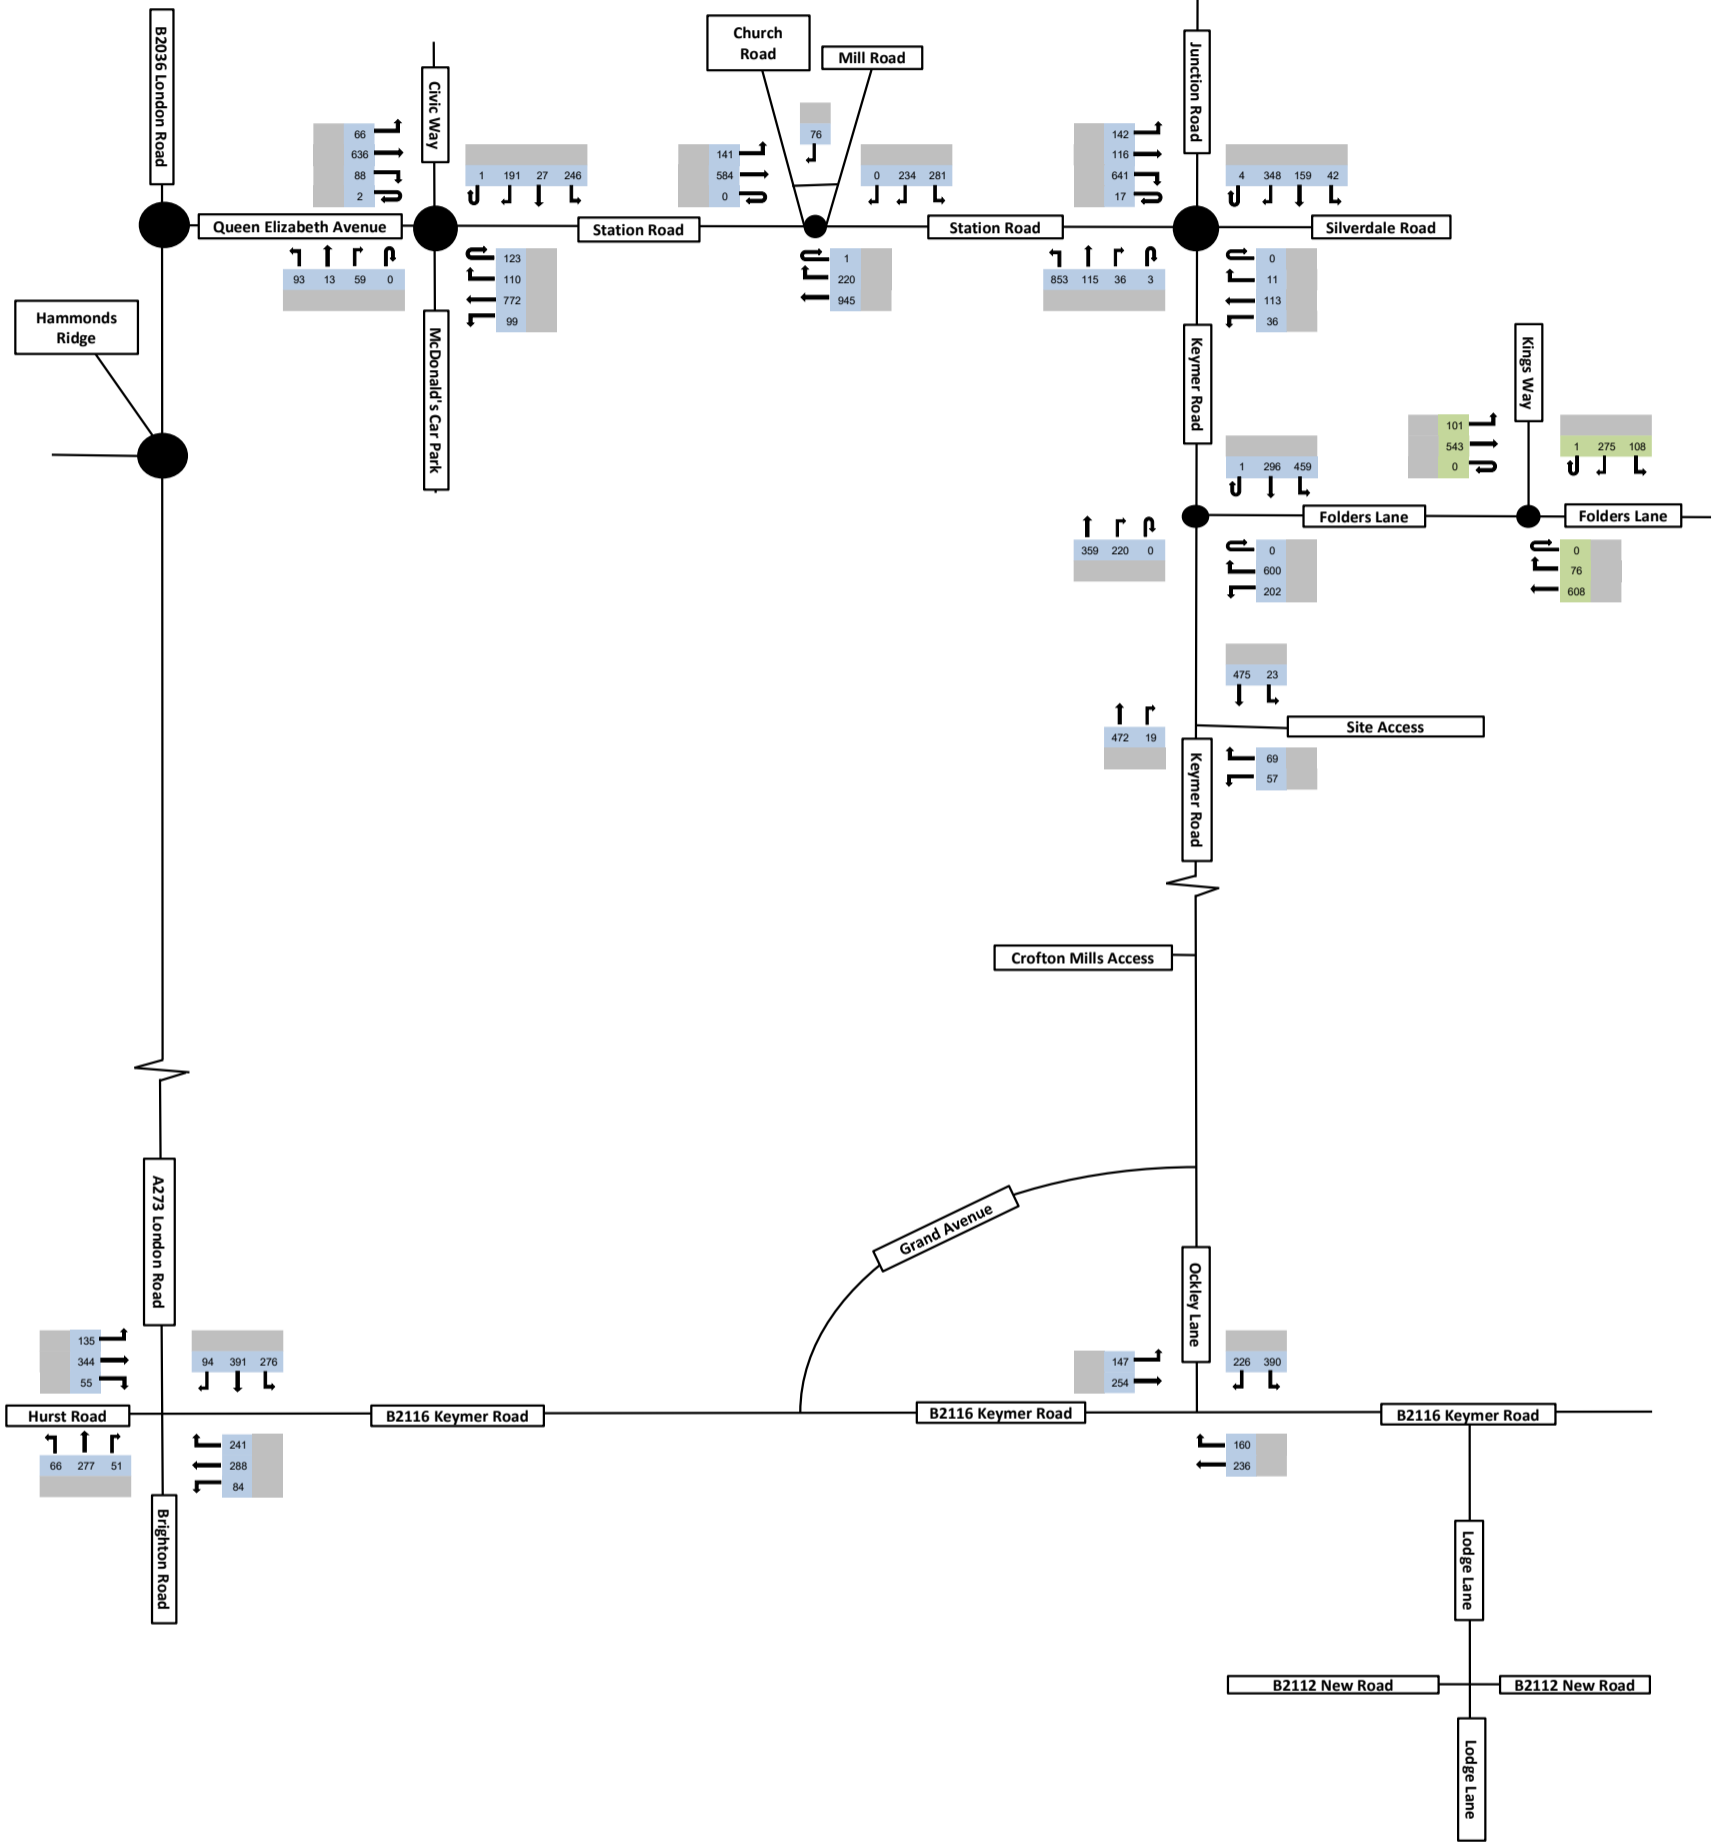 B2036 London Road
Civic Way
Church
Road
Mill Road
Junction Road
76
66
636
88
2
1 191 27 246
141
584
0
0 234 281
142
116
641
17
4 348 159 42
Queen Elizabeth Avenue
Station Road
Station Road
Silverdale Road
93 13 59 0
123
110
772
99
1
220
945
853 115 36 3
0
11
113
36
Hammonds
Ridge
McDonald's Car Park
Keymer Road
Kings Way
101
543
0
1 275 108
1 296 459
Folders Lane
Folders Lane
359 220 0
0
600
202
0
76
608
475 23
Site Access
472 19
69
57
Keymer Road
Crofton Mills Access
A273 London Road
Grand Avenue
Ockley Lane
135
344
55
94 391 276
147
254
226 390
Hurst Road
B2116 Keymer Road
B2116 Keymer Road
B2116 Keymer Road
66 277 51
241
288
84
160
236
Brighton Road
Lodge Lane
B2112 New Road
B2112 New Road
Lodge Lane